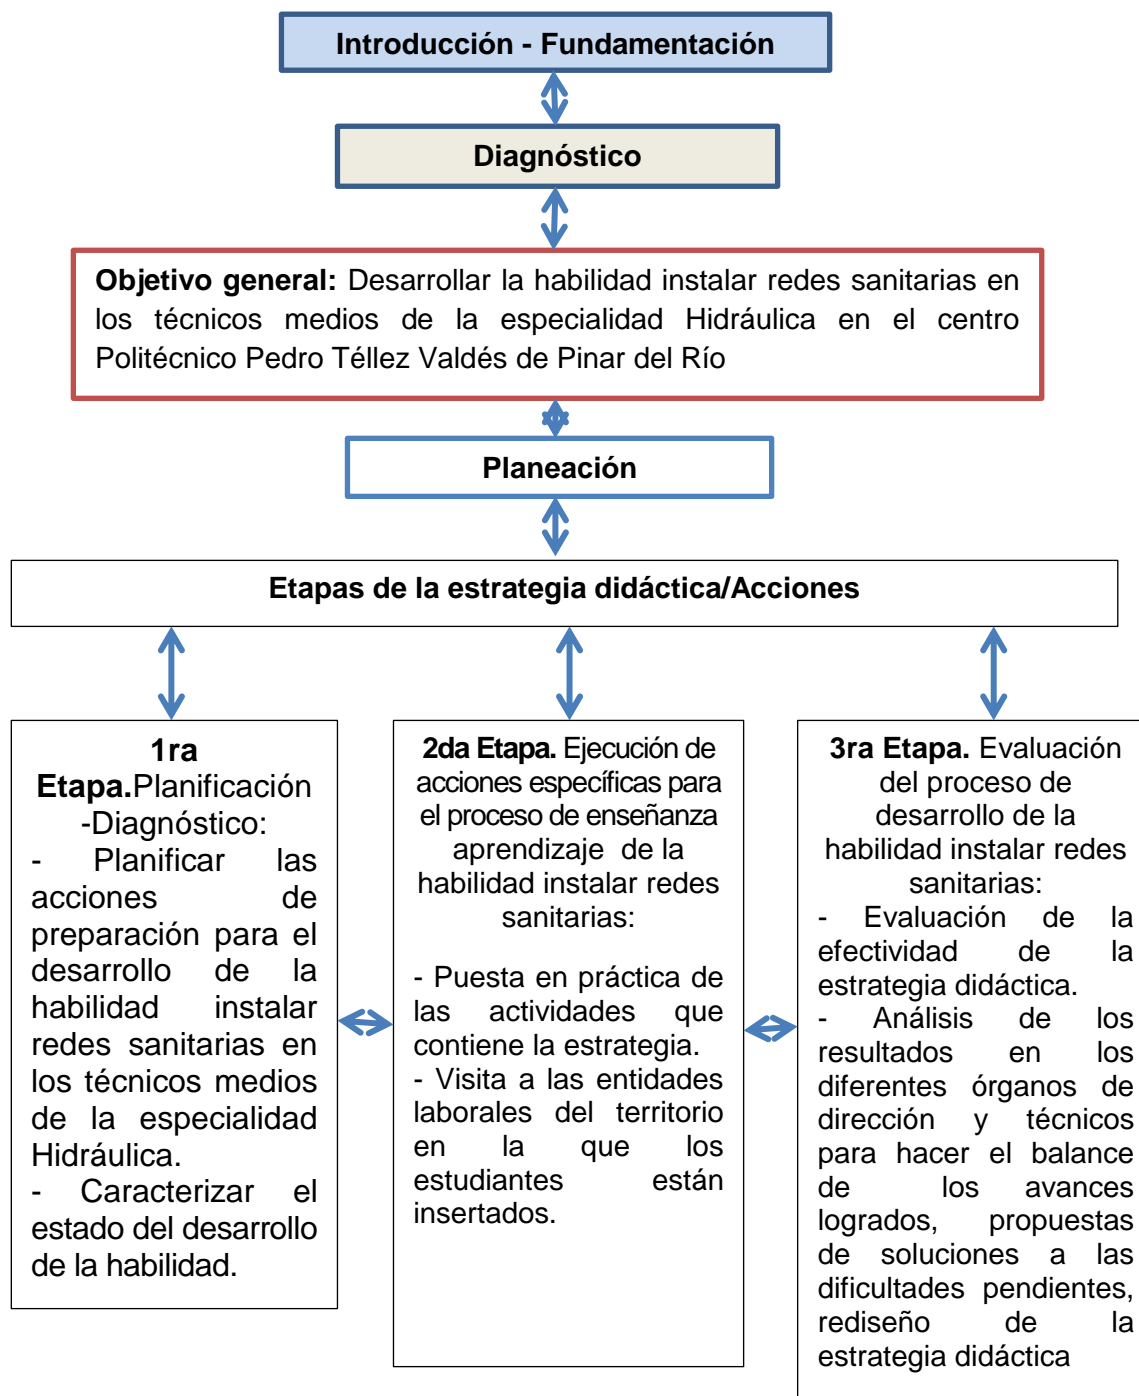 Introducción - Fundamentación
Diagnóstico
Objetivo general: Desarrollar la habilidad instalar redes sanitarias en
los técnicos medios de la especialidad Hidráulica en el centro
Politécnico Pedro Téllez Valdés de Pinar del Río
Planeación
Etapas de la estrategia didáctica/Acciones
1ra
Etapa.Planificación
-Diagnóstico:
- Planificar las
acciones de
preparación para el
desarrollo de la
habilidad instalar
redes sanitarias en
los técnicos medios
de la especialidad
Hidráulica.
- Caracterizar el
estado del desarrollo
de la habilidad.
2da Etapa. Ejecución de
acciones específicas para
el proceso de enseñanza
aprendizaje de la
habilidad instalar redes
sanitarias:
- Puesta en práctica de
las actividades que
contiene la estrategia.
- Visita a las entidades
laborales del territorio
en la que los
estudiantes están
insertados.
3ra Etapa. Evaluación
del proceso de
desarrollo de la
habilidad instalar redes
sanitarias:
- Evaluación de la
efectividad de la
estrategia didáctica.
- Análisis de los
resultados en los
diferentes órganos de
dirección y técnicos
para hacer el balance
de los avances
logrados, propuestas
de soluciones a las
dificultades pendientes,
rediseño de la
estrategia didáctica